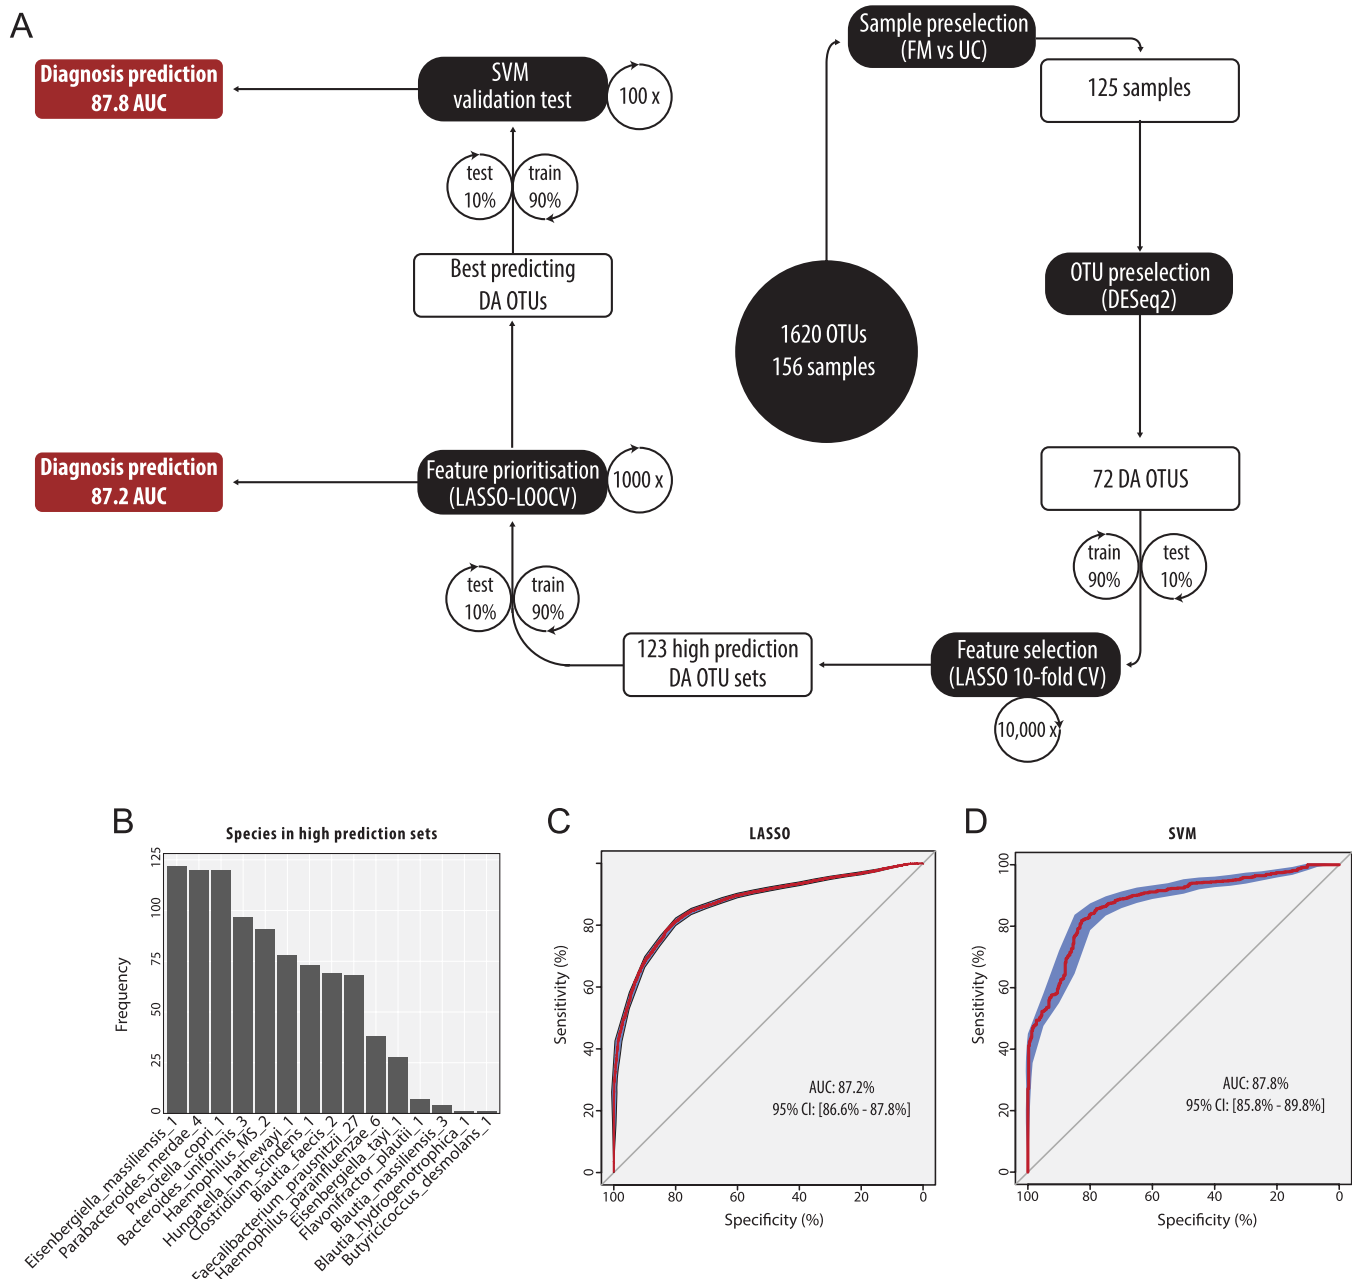 A
Sample preselection
(FM vs UC)
125 samples
OTU preselection
(DESeq2)
1620 OTUs
156 samples
72 DA OTUS
train
90%
test
10%
Feature selection
(LASSO 10-fold CV)
10,000 x
123 high prediction
DA OTU sets
test
10%
train
90%
Feature prioritisation
(LASSO-LOOCV)
1000 x
Diagnosis prediction
87.2 AUC
Best predicting
DA OTUs
test
10%
train
90%
SVM
validation test
100 x
Diagnosis prediction
87.8 AUC
B
Species in high prediction sets
Frequency
125
100
75
50
25
0
Eisenbergiella_massiliensis_1
Parabacteroides_merdae_4
Prevotella_copri_1
Bacteroides_uniformis_3
Haemophilus_MS_2
Hungatella_hathewayi_1
Clostridium_scindens_1
Blautia_faecis_2
Faecalibacterium_prausnitzii_27
Haemophilus_parainfluenzae_6
Eisenbergiella_tayi_1
Flavonifractor_plautii_1
Blautia_massiliensis_3
Blautia_hydrogenotrophica_1
Butyricicoccus_desmolans_1
C
LASSO
Sensitivity (%)
80
60
40
20
0
AUC: 87.2%
95% CI: [86.6% - 87.8%]
100 80 60 40 20 0
Specificity (%)
D
SVM
Sensitivity (%)
100
80
60
40
20
0
AUC: 87.8%
95% CI: [85.8% - 89.8%]
100 80 60 40 20 0
Specificity (%)